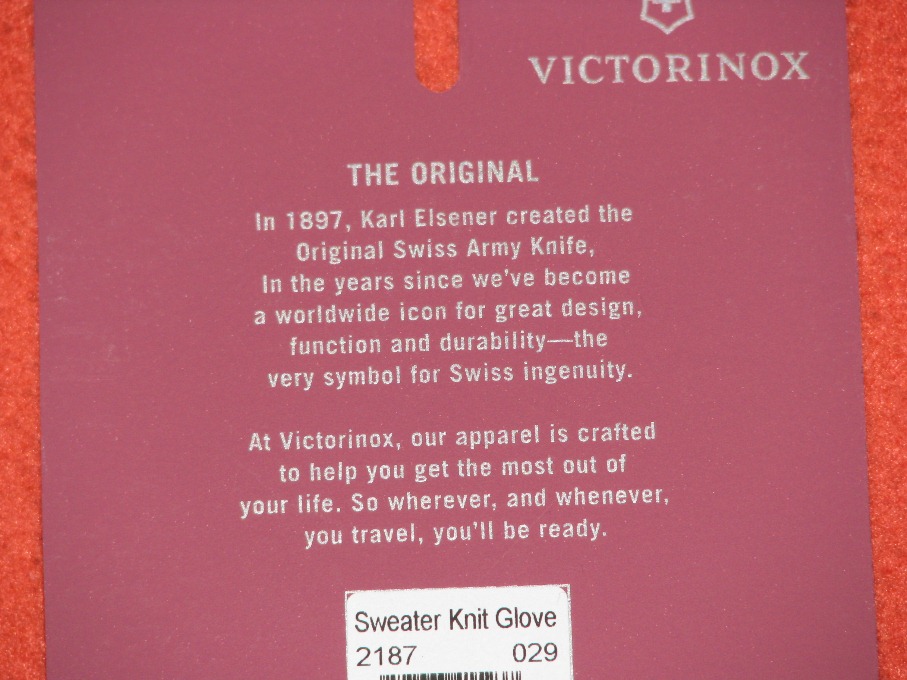 VICTORINOX
THE ORIGINAL
In 1897, Karl Elsener created the
Original Swiss Army Knife,
In the years since we've become
a worldwide icon for great design,
function and durability—the
very symbol for Swiss ingenuity.
At Victorinox, our apparel is crafted
to help you get the most out of
your life. So wherever, and whenever,
you travel, you'll be ready.
Sweater Knit Glove
2187 029